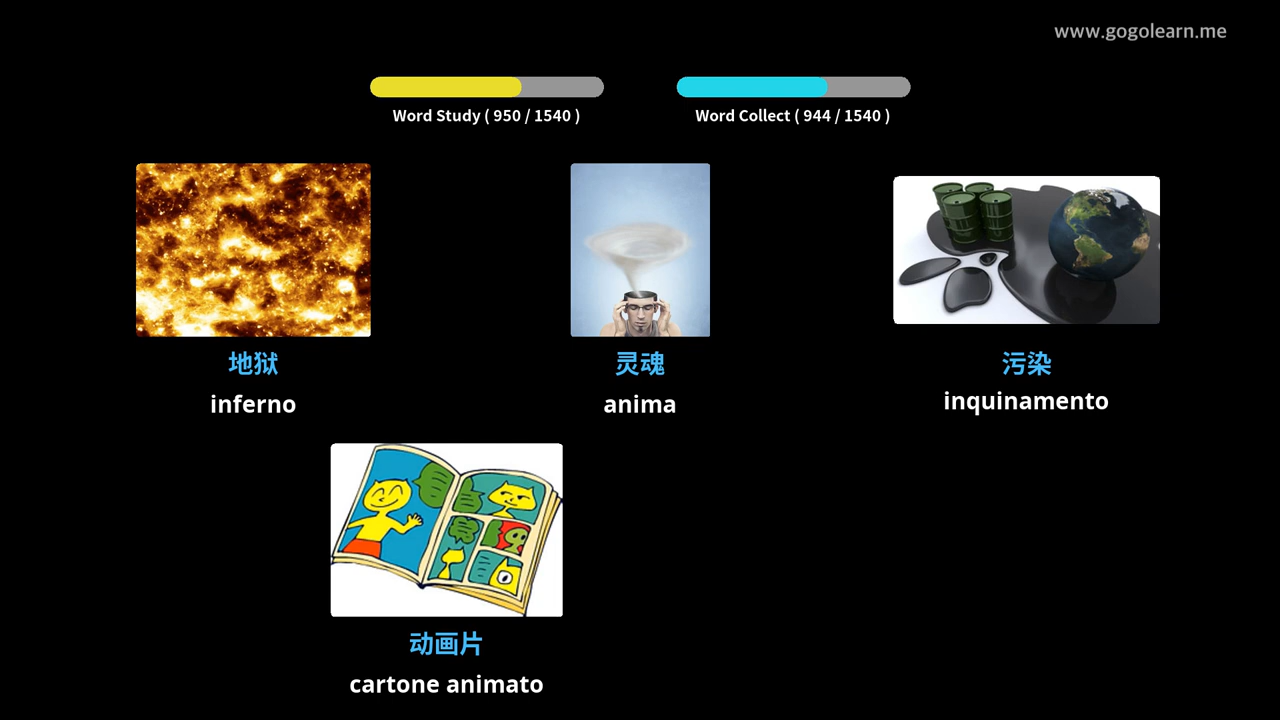 www.gogolearn.me
Word Study ( 950 / 1540 )
Word Collect ( 944 / 1540 )
地狱
inferno
灵魂
anima
污染
inquinamento
动画片
cartone animato